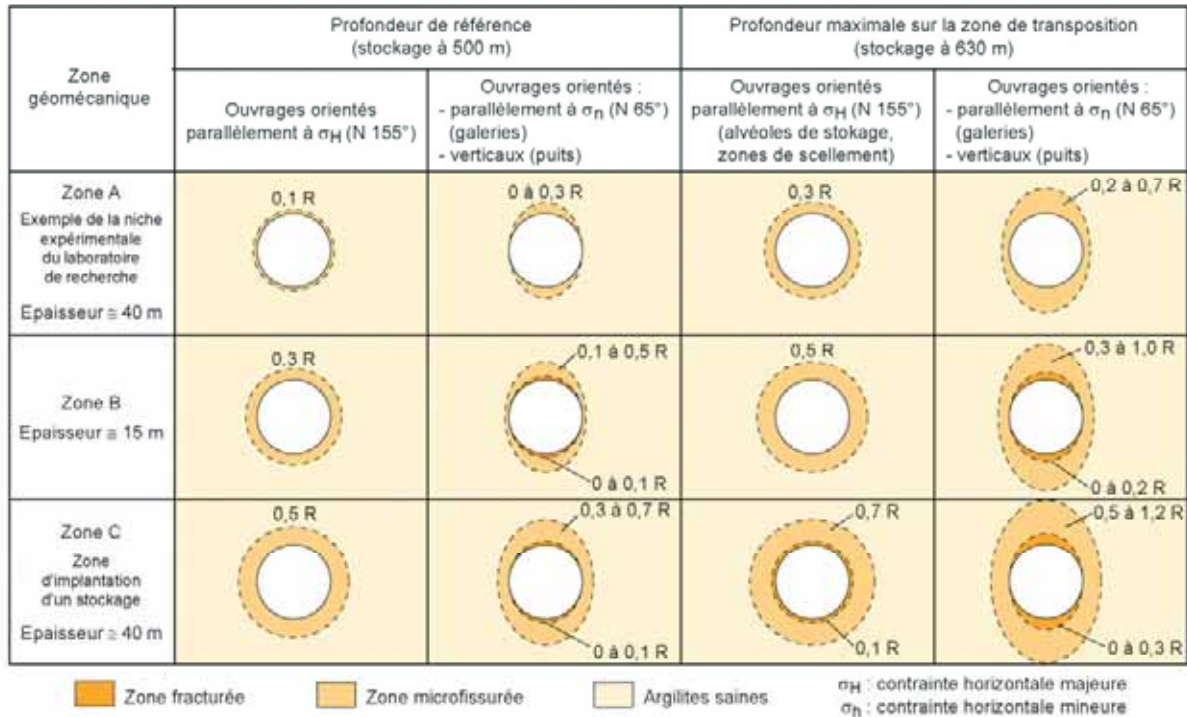 Zone
géomécanique
Profondeur de référence
(stockage à 500 m)
Profondeur maximale sur la zone de transposition
(stockage à 630 m)
Ouvrages orientés
parallèlement à σH (N 155°)
Ouvrages orientés :
- parallèlement à σn (N 65°)
(galeries)
- verticaux (puits)
Ouvrages orientés
parallèlement à σH (N 155°)
(alvéoles de stokage,
zones de scellement)
Ouvrages orientés :
- parallèlement à σn (N 65°)
(galeries)
- verticaux (puits)
Zone A
Exemple de la niche
expérimentale
du laboratoire
de recherche
Epaisseur ≅ 40 m
0,1 R
0 à 0,3 R
0,3 R
0,2 à 0,7 R
Zone B
Epaisseur ≅ 15 m
0,3 R
0,1 à 0,5 R
0 à 0,1 R
0,5 R
0,3 à 1,0 R
0 à 0,2 R
Zone C
Zone
d'implantation
d'un stockage
Epaisseur ≅ 40 m
0,5 R
0,3 à 0,7 R
0 à 0,1 R
0,7 R
0,1 R
0,5 à 1,2 R
0 à 0,3 R
Zone fracturée
Zone microfissurée
Argilites saines
σH : contrainte horizontale majeure
σh : contrainte horizontale mineure